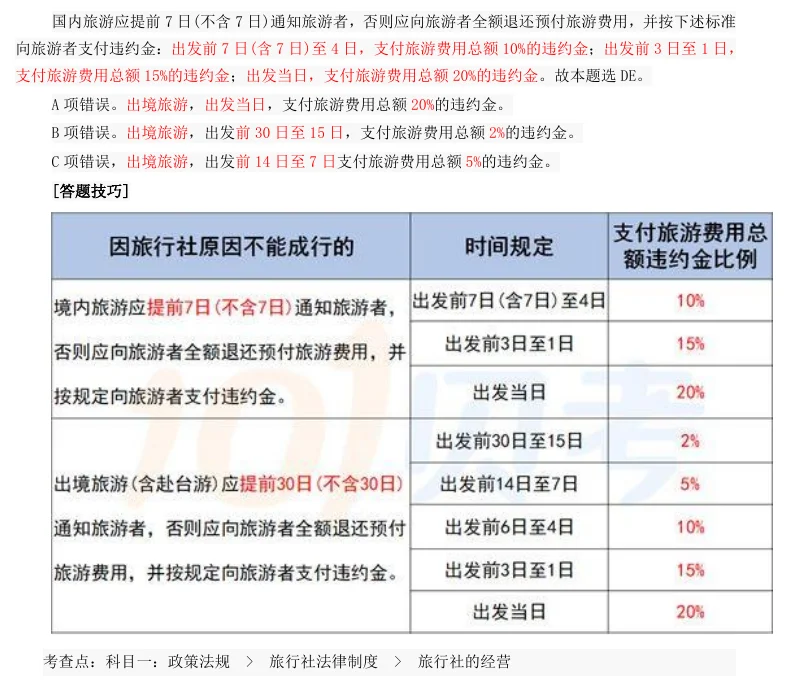 国内旅游应提前 7 日(不含 7 日)通知旅游者，否则应向旅游者全额退还预付旅游费用，并按下述标准
向旅游者支付违约金：出发前 7 日(含 7 日)至 4 日，支付旅游费用总额 10%的违约金；出发前 3 日至 1 日，
支付旅游费用总额 15%的违约金；出发当日，支付旅游费用总额 20%的违约金。故本题选 DE。
A 项错误。出境旅游，出发当日，支付旅游费用总额 20%的违约金。
B 项错误。出境旅游，出发前 30 日至 15 日，支付旅游费用总额 2%的违约金。
C 项错误，出境旅游，出发前 14 日至 7 日支付旅游费用总额 5%的违约金。
[答题技巧]
因旅行社原因不能成行的
时间规定
支付旅游费用总
额违约金比例
境内旅游应提前7日(不含7日)通知旅游者，
否则应向旅游者全额退还预付旅游费用，并
按规定向旅游者支付违约金。
出发前7日(含7日)至4日
10%
出发前3日至1日
15%
出发当日
20%
出境旅游(含赴台游)应提前30日(不含30日)
通知旅游者，否则应向旅游者全额退还预付
旅游费用，并按规定向旅游者支付违约金。
出发前30日至15日
2%
出发前14日至7日
5%
出发前6日至4日
10%
出发前3日至1日
15%
出发当日
20%
101闪考
考查点：科目一：政策法规 > 旅行社法律制度 > 旅行社的经营